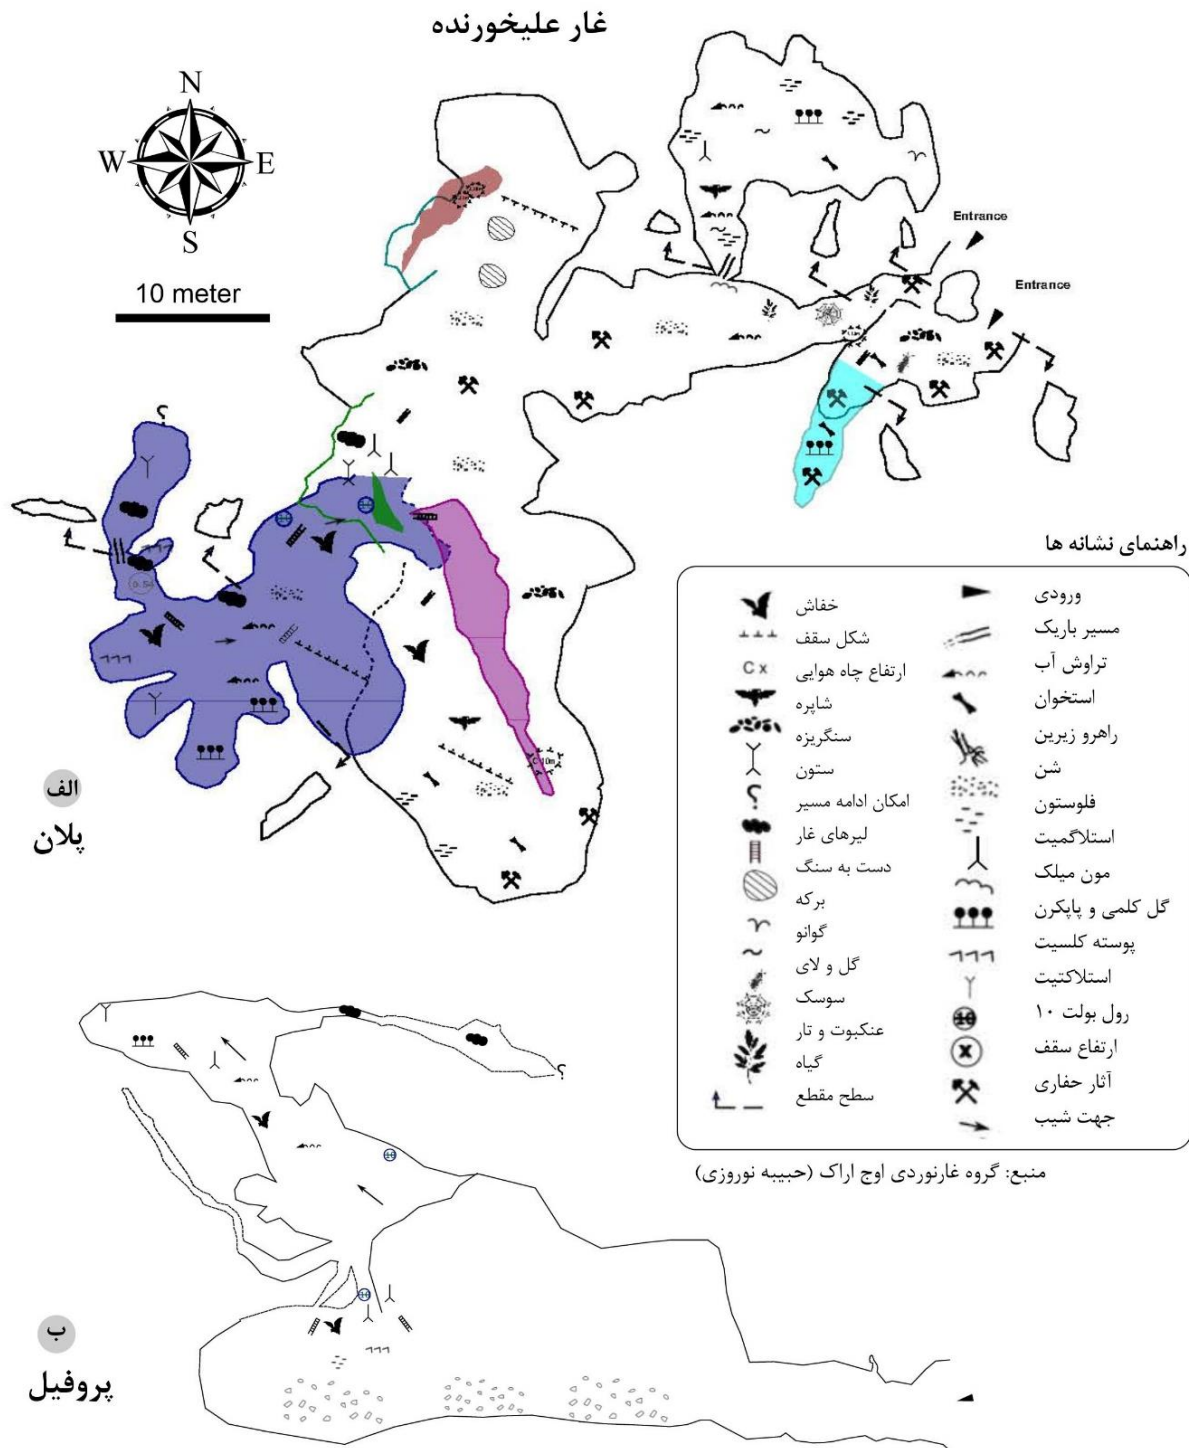 غار علیخورنده
N
W
E
S
10 meter
Entrance
Entrance
؟
C 10m
الف
پلان
راهنمای نشانه ها
ورودی
مسیر باریک
تراوش آب
استخوان
راهرو زیرین
شن
فلوستون
استلاگمیت
مون میلک
گل کلمی و پاپکرن
پوسته کلسیت
استلاکتیت
رول بولت ۱۰
ارتفاع سقف
آثار حفاری
جهت شیب
خفاش
شکل سقف
Cx ارتفاع چاه هوایی
شاپره
سنگریزه
ستون
؟ امکان ادامه مسیر
لیرهای غار
دست به سنگ
برکه
گوانو
گل و لای
سوسک
عنکبوت و تار
گیاه
سطح مقطع
منبع: گروه غارنوردی اوج اراک (حبیبه نوروزی)
؟
ب
پروفیل